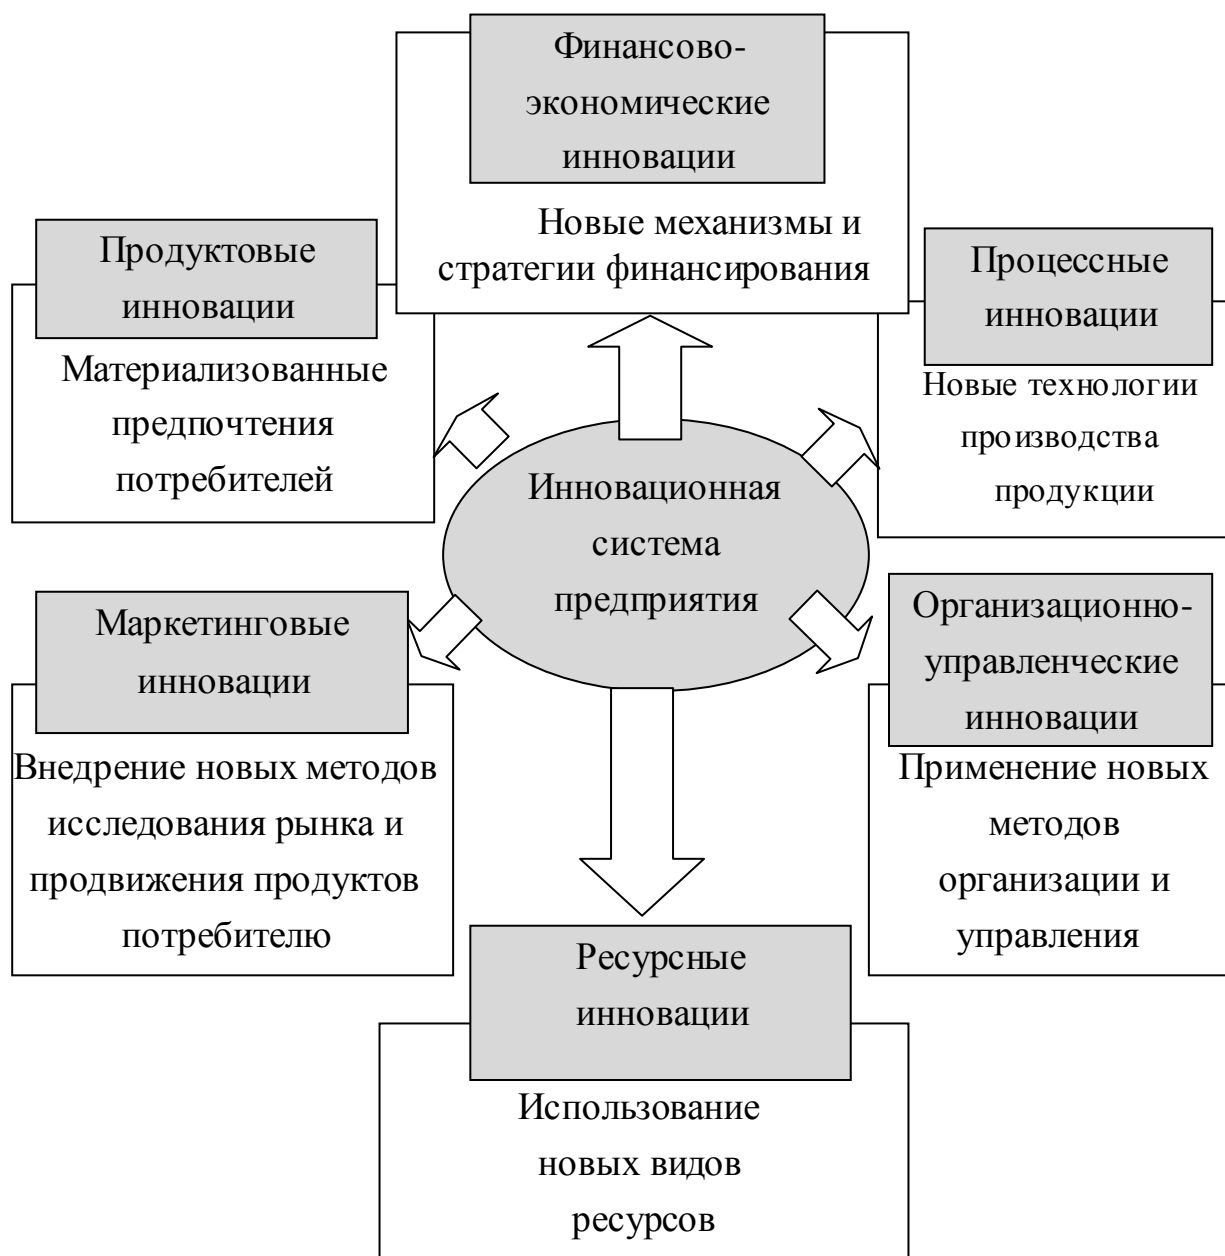 Финансово-
экономические
инновации
Новые механизмы и
стратегии финансирования
Продуктовые
инновации
Материализованные
предпочтения
потребителей
Процессные
инновации
Новые технологии
производства
продукции
Инновационная
система
предприятия
Маркетинговые
инновации
Внедрение новых методов
исследования рынка и
продвижения продуктов
потребителю
Организационно-
управленческие
инновации
Применение новых
методов
организации и
управления
Ресурсные
инновации
Использование
новых видов
ресурсов